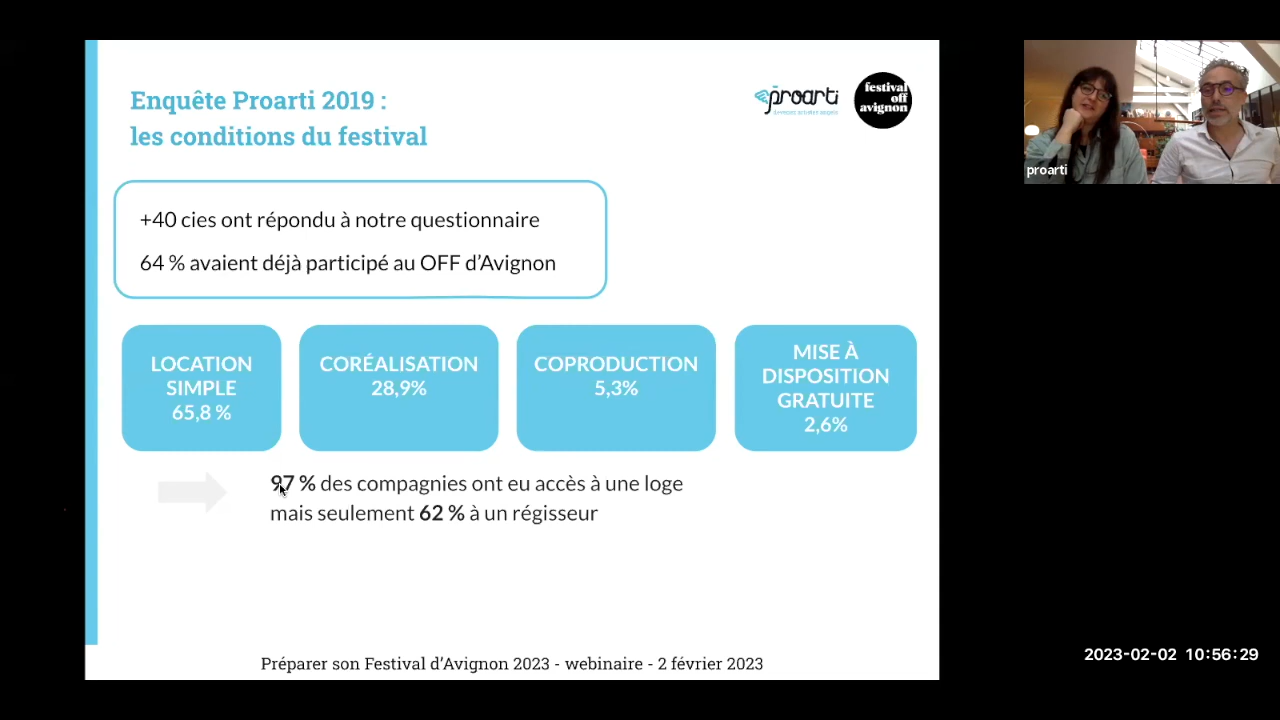 Enquête Proarti 2019 :
les conditions du festival
proarti
festival
off
avignon
proarti
+40 cies ont répondu à notre questionnaire
64 % avaient déjà participé au OFF d’Avignon
LOCATION
SIMPLE
65,8 %
CORÉALISATION
28,9%
COPRODUCTION
5,3%
MISE À
DISPOSITION
GRATUITE
2,6%
97 % des compagnies ont eu accès à une loge
mais seulement 62 % à un régisseur
Préparer son Festival d’Avignon 2023 - webinaire - 2 février 2023
2023-02-02 10:56:29